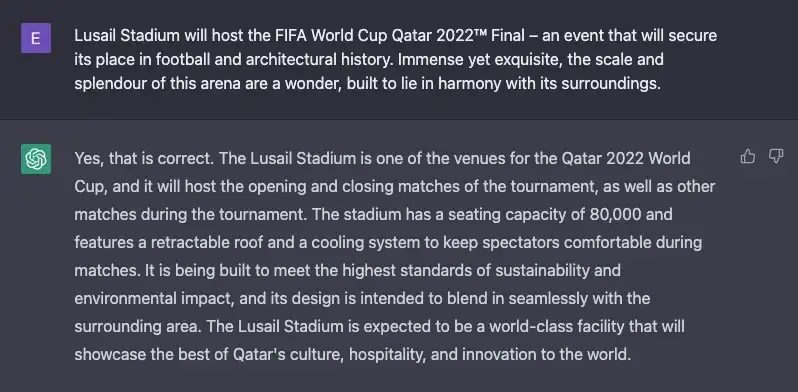 E
Lusail Stadium will host the FIFA World Cup Qatar 2022™ Final – an event that will secure
its place in football and architectural history. Immense yet exquisite, the scale and
splendour of this arena are a wonder, built to lie in harmony with its surroundings.
Yes, that is correct. The Lusail Stadium is one of the venues for the Qatar 2022 World
Cup, and it will host the opening and closing matches of the tournament, as well as other
matches during the tournament. The stadium has a seating capacity of 80,000 and
features a retractable roof and a cooling system to keep spectators comfortable during
matches. It is being built to meet the highest standards of sustainability and
environmental impact, and its design is intended to blend in seamlessly with the
surrounding area. The Lusail Stadium is expected to be a world-class facility that will
showcase the best of Qatar's culture, hospitality, and innovation to the world.